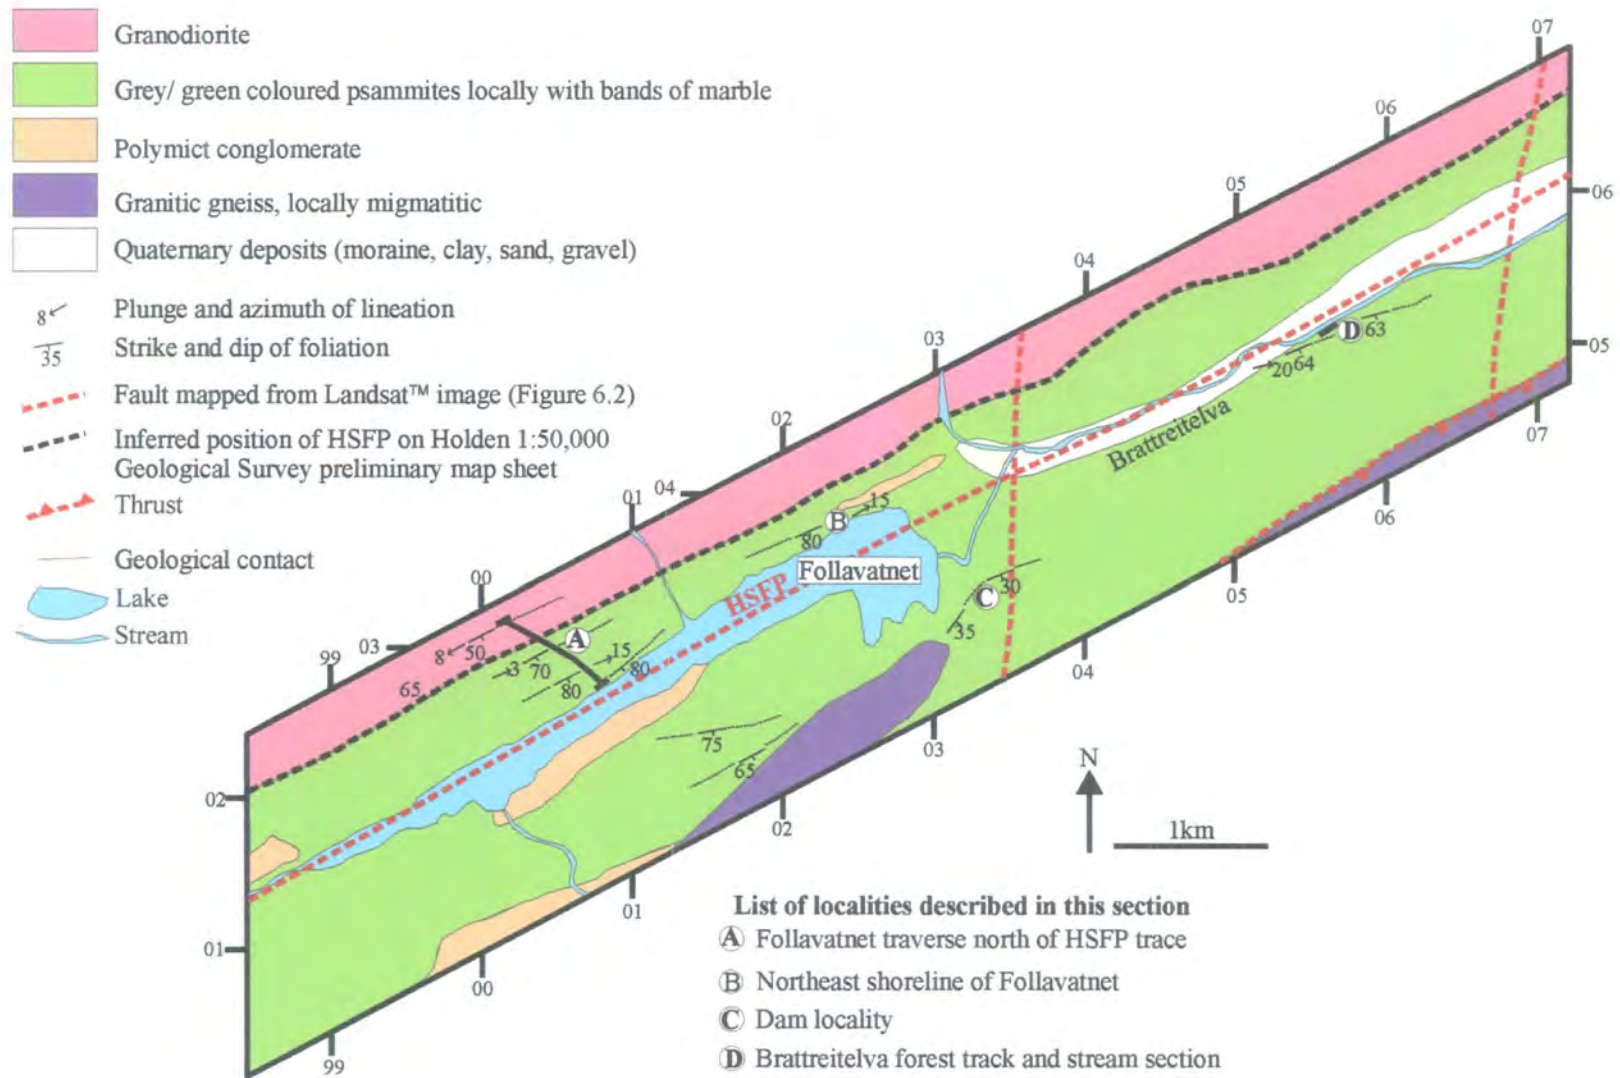 Granodiorite
Grey/ green coloured psammites locally with bands of marble
Polymict conglomerate
Granitic gneiss, locally migmatitic
Quaternary deposits (moraine, clay, sand, gravel)
8
Plunge and azimuth of lineation
35
Strike and dip of foliation
Fault mapped from Landsat™ image (Figure 6.2)
Inferred position of HSFP on Holden 1:50,000
Geological Survey preliminary map sheet
Thrust
Geological contact
Lake
Stream
07
06
05
04
03
02
01
04
00
03
99
02
01
06
05
07
06
05
04
03
02
01
00
99
65
8
50
3
70
80
15
80
A
HSFP
Follavatnet
B
80
15
C
30
35
75
65
Brattreitelva
20
64
D
63
N
1km
List of localities described in this section
A Follavatnet traverse north of HSFP trace
B Northeast shoreline of Follavatnet
C Dam locality
D Brattreitelva forest track and stream section